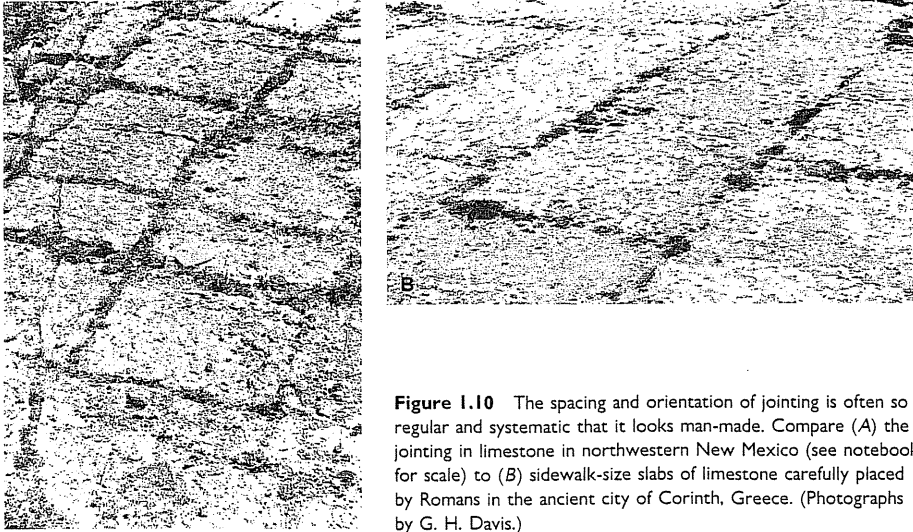 B
Figure 1.10 The spacing and orientation of jointing is often so
regular and systematic that it looks man-made. Compare (A) the
jointing in limestone in northwestern New Mexico (see notebook
for scale) to (B) sidewalk-size slabs of limestone carefully placed
by Romans in the ancient city of Corinth, Greece. (Photographs
by G. H. Davis.)